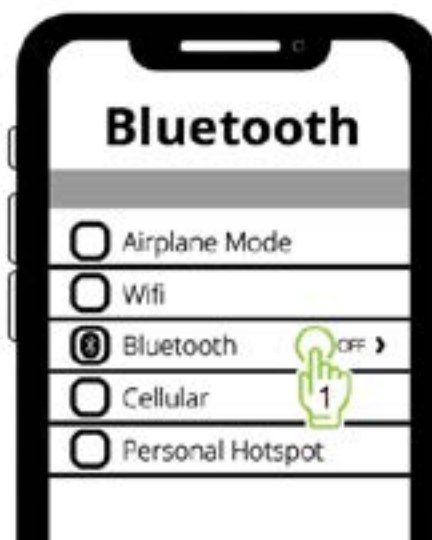 Bluetooth
Airplane Mode
Wifi
Bluetooth OFF ›
Cellular
1
Personal Hotspot